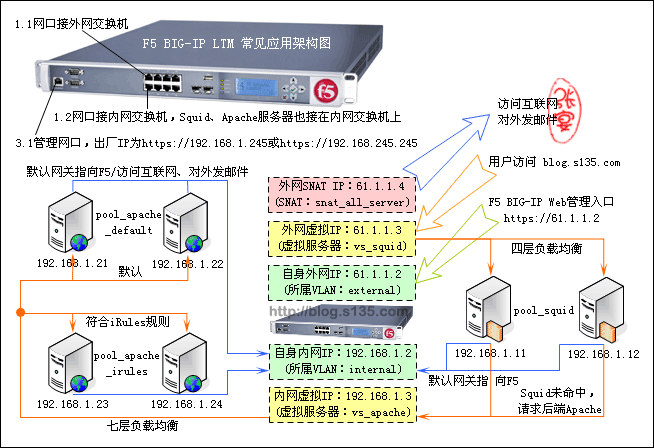 1.1网口接外网交换机
F5 BIG-IP LTM 常见应用架构图
f5
1.2网口接内网交换机，Squid、Apache服务器也接在内网交换机上
3.1管理网口，出厂IP为https://192.168.1.245或https://192.168.245.245
访问互联网
对外发邮件
张宴
默认网关指向F5/访问互联网、对外发邮件
用户访问 blog.s135.com
外网SNAT IP：61.1.1.4
(SNAT：snat_all_server)
F5 BIG-IP Web管理入口
https://61.1.1.2
pool_apache
_default
外网虚拟IP：61.1.1.3
(虚拟服务器：vs_squid)
四层负载均衡
192.168.1.21
192.168.1.22
默认
自身外网IP：61.1.1.2
(所属VLAN：external)
pool_squid
http://blog.s135.com
符合iRules规则
pool_apache
_irules
192.168.1.11
192.168.1.12
自身内网IP：192.168.1.2
(所属VLAN：internal)
默认网关指向F5
192.168.1.23
192.168.1.24
内网虚拟IP：192.168.1.3
(虚拟服务器：vs_apache)
Squid未命中，
请求后端Apache
七层负载均衡